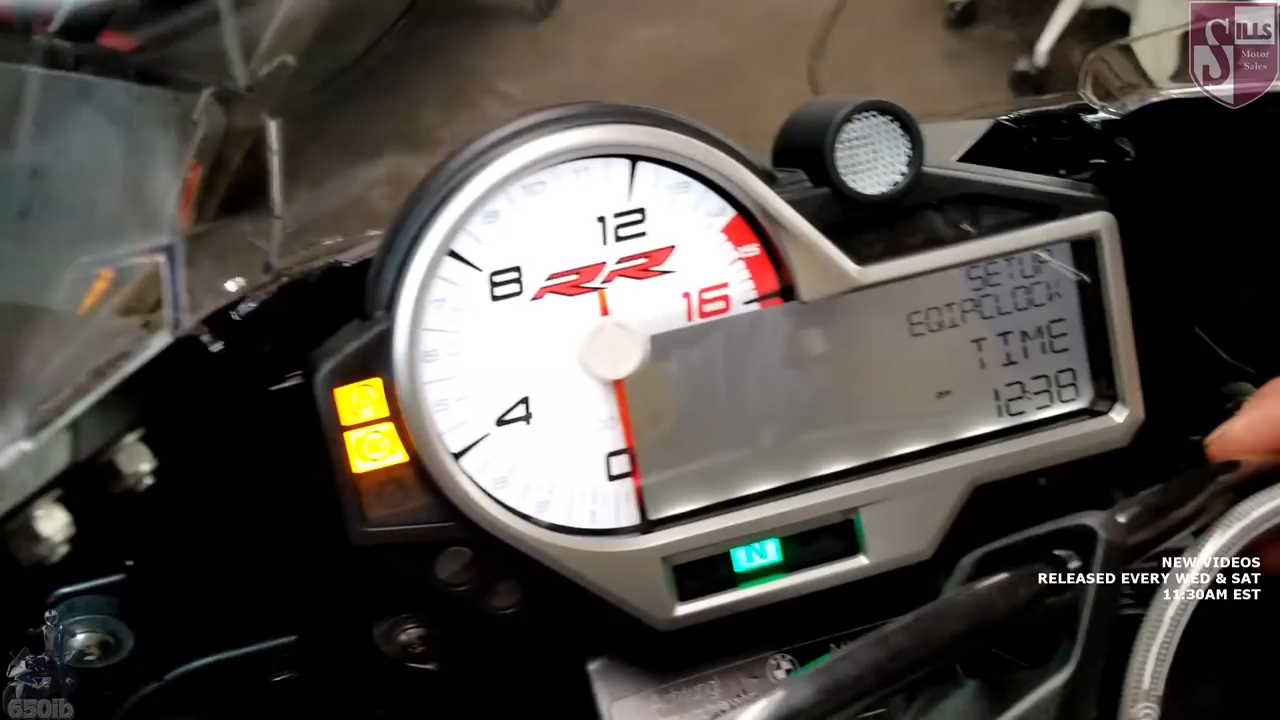 SILLS
Motor
Sales
12
8
RR
16
4
0
SETUP
CLOCK
TIME
12:38
N
NEW VIDEOS
RELEASED EVERY WED & SAT
11:30AM EST
650ib